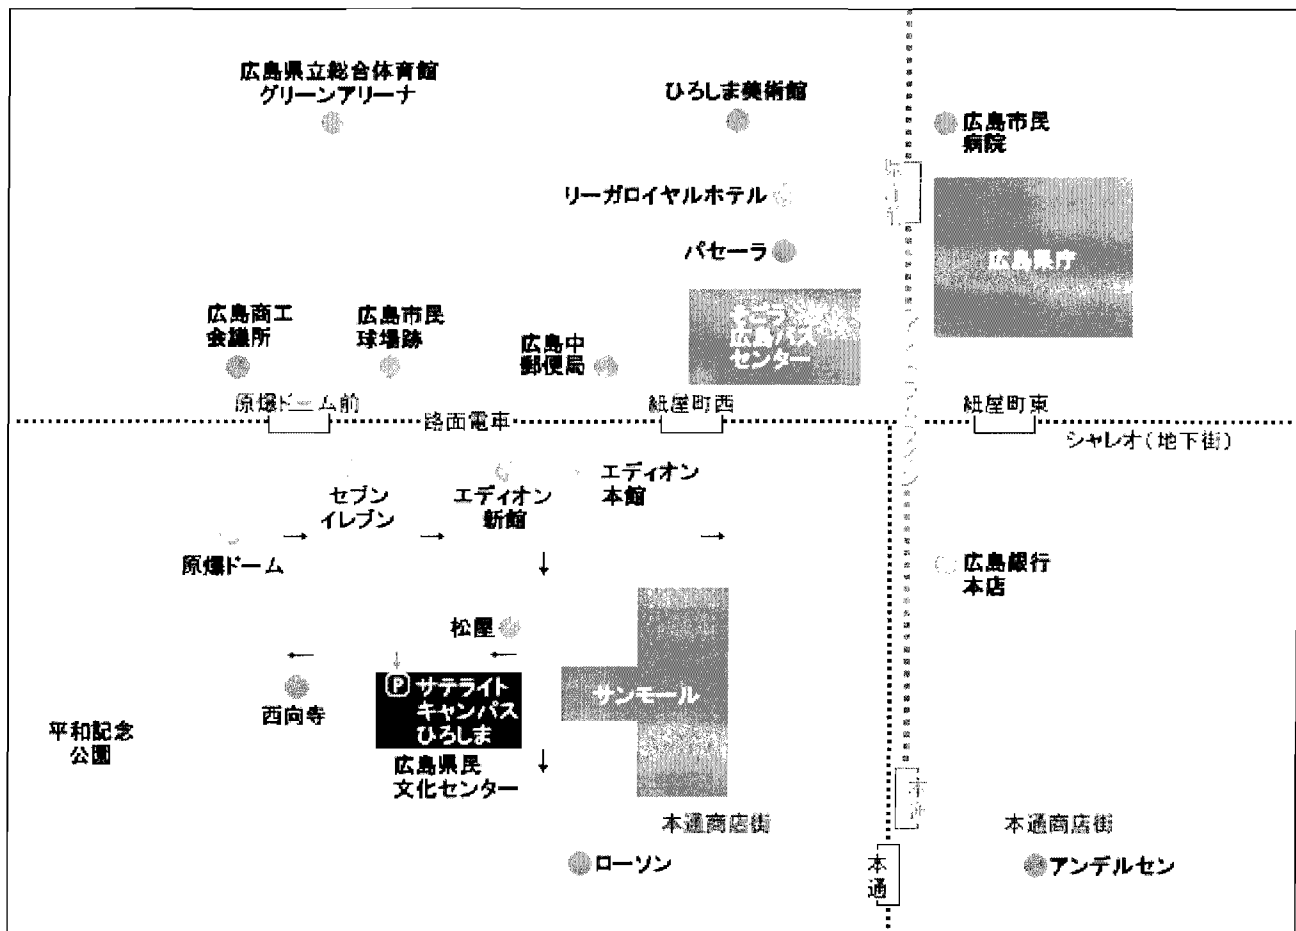 広島県立総合体育館
グリーンアリーナ
ひろしま美術館
広島市民
病院
リーガロイヤルホテル
パセーラ
広島県庁
広島商工
会議所
広島市民
球場跡
広島中
郵便局
そごう
広島バス
センター
原爆ドーム前
路面電車
紙屋町西
紙屋町東
シャレオ(地下街)
セブン
イレブン
エディオン
新館
エディオン
本館
原爆ドーム
広島銀行
本店
松屋
P サテライト
キャンパス
ひろしま
サンモール
西向寺
平和記念
公園
広島県民
文化センター
本通
本通商店街
本通商店街
ローソン
本通
アンデルセン